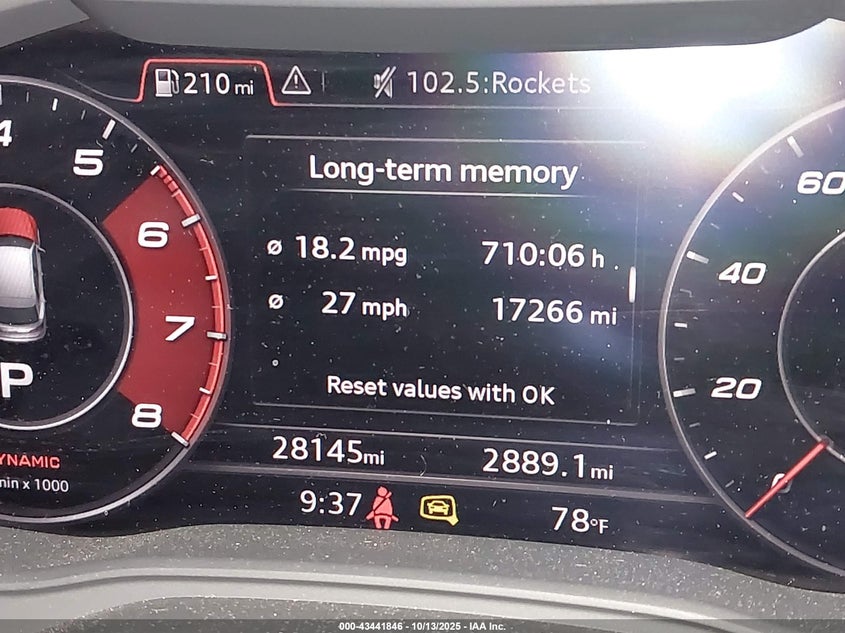 210 mi
102.5:Rockets
4
5
6
7
8
P
YNAMIC
min x 1000
Long-term memory
ø 18.2 mpg 710:06 h
ø 27 mph 17266 mi
Reset values with OK
28145mi 2889.1mi
9:37 78°F
60
40
20
0
000-43441846 - 10/13/2025 - IAA Inc.